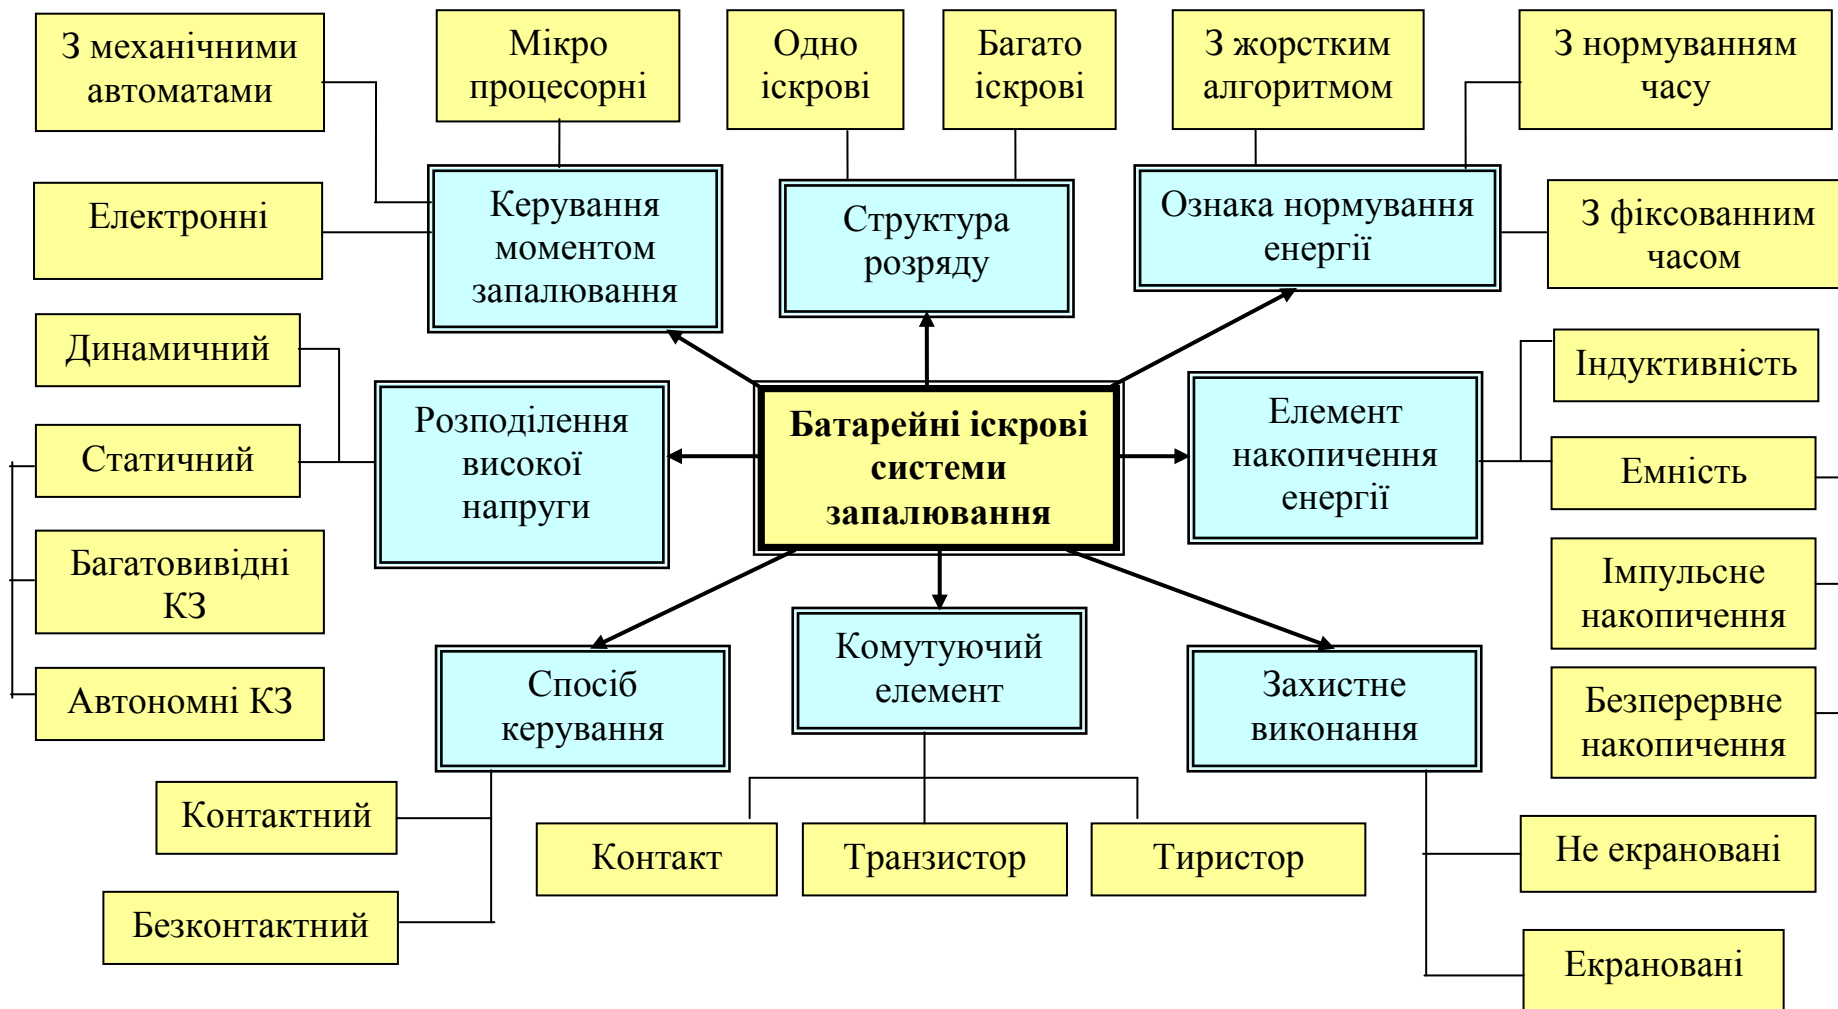 З механічними
автоматами
Мікро
процесорні
Одно
іскрові
Багато
іскрові
З жорстким
алгоритмом
З нормуванням
часу
Електронні
Керування
моментом
запалювання
Структура
розряду
Ознака нормування
енергії
З фіксованним
часом
Динамичний
Розподілення
високої
напруги
Батарейні іскрові
системи
запалювання
Елемент
накопичення
енергії
Індуктивність
Статичний
Емність
Багатовивідні
КЗ
Імпульсне
накопичення
Автономні КЗ
Спосіб
керування
Комутуючий
елемент
Захистне
виконання
Безперервне
накопичення
Контактний
Контакт
Транзистор
Тиристор
Не екрановані
Безконтактний
Екрановані